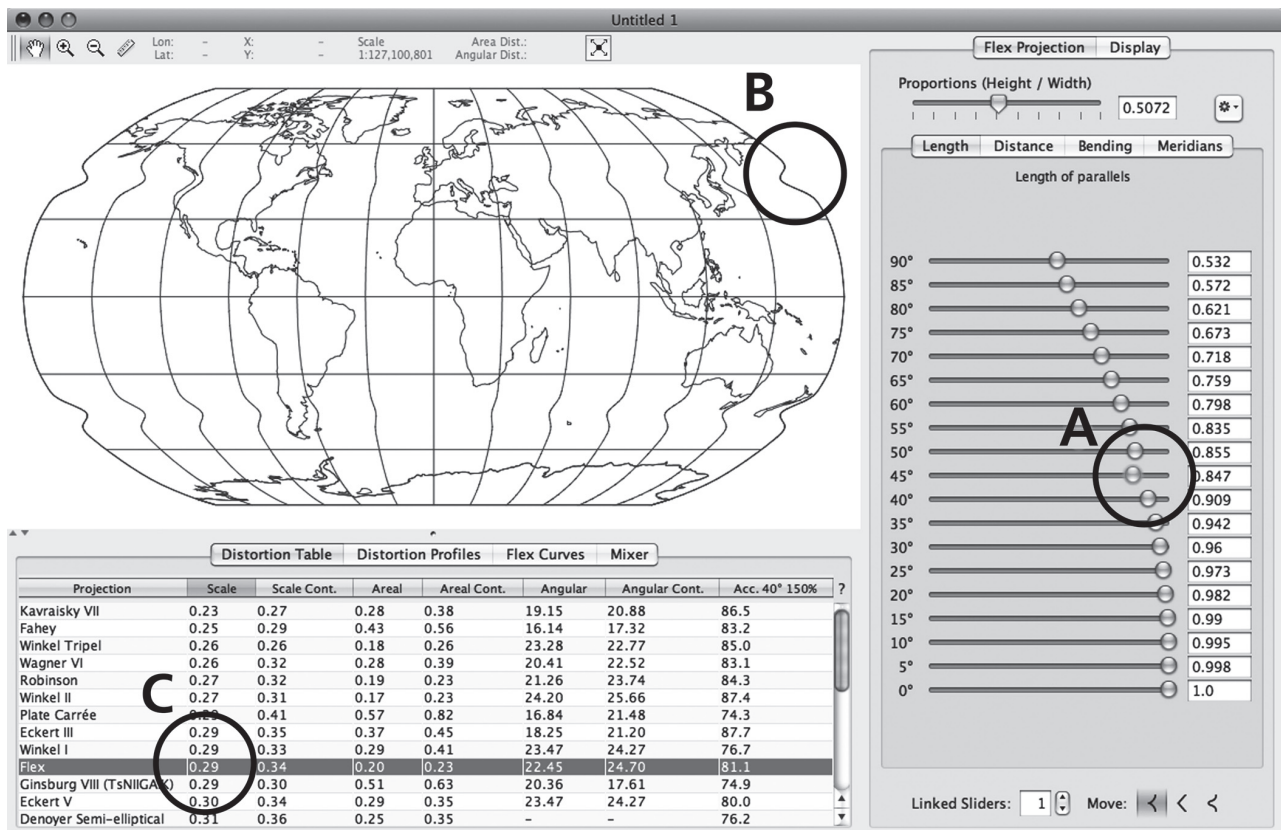 Untitled 1
Lon: – X: – Scale Area Dist.:
Lat: – Y: – 1:127,100,801 Angular Dist.:
B
Flex Projection Display
Proportions (Height / Width)
0.5072
Length Distance Bending Meridians
Length of parallels
90° 0.532
85° 0.572
80° 0.621
75° 0.673
70° 0.718
65° 0.759
60° 0.798
A
55° 0.835
50° 0.855
45° 0.847
40° 0.909
35° 0.942
30° 0.96
25° 0.973
20° 0.982
15° 0.99
10° 0.995
5° 0.998
0° 1.0
Linked Sliders: 1 Move:
Distortion Table Distortion Profiles Flex Curves Mixer
Projection Scale Scale Cont. Areal Areal Cont. Angular Angular Cont. Acc. 40° 150% ?
Kavraisky VII 0.23 0.27 0.28 0.38 19.15 20.88 86.5
Fahey 0.25 0.29 0.43 0.56 16.14 17.32 83.2
Winkel Tripel 0.26 0.26 0.18 0.26 23.28 22.77 85.0
Wagner VI 0.26 0.32 0.28 0.39 20.41 22.52 83.1
Robinson 0.27 0.32 0.19 0.23 21.26 23.74 84.3
Winkel II 0.27 0.31 0.17 0.23 24.20 25.66 87.4
C
Plate Carrée 0.41 0.57 0.82 16.84 21.48 74.3
Eckert III 0.29 0.35 0.37 0.45 18.25 21.20 87.7
Winkel I 0.29 0.33 0.29 0.41 23.47 24.27 76.7
Flex 0.29 0.34 0.20 0.23 22.45 24.70 81.1
Ginsburg VIII (TsNIIGAiK) 0.29 0.30 0.51 0.63 20.36 17.61 74.9
Eckert V 0.30 0.34 0.29 0.35 23.47 24.27 80.0
Denoyer Semi-elliptical 0.31 0.36 0.25 0.35 – – 76.2